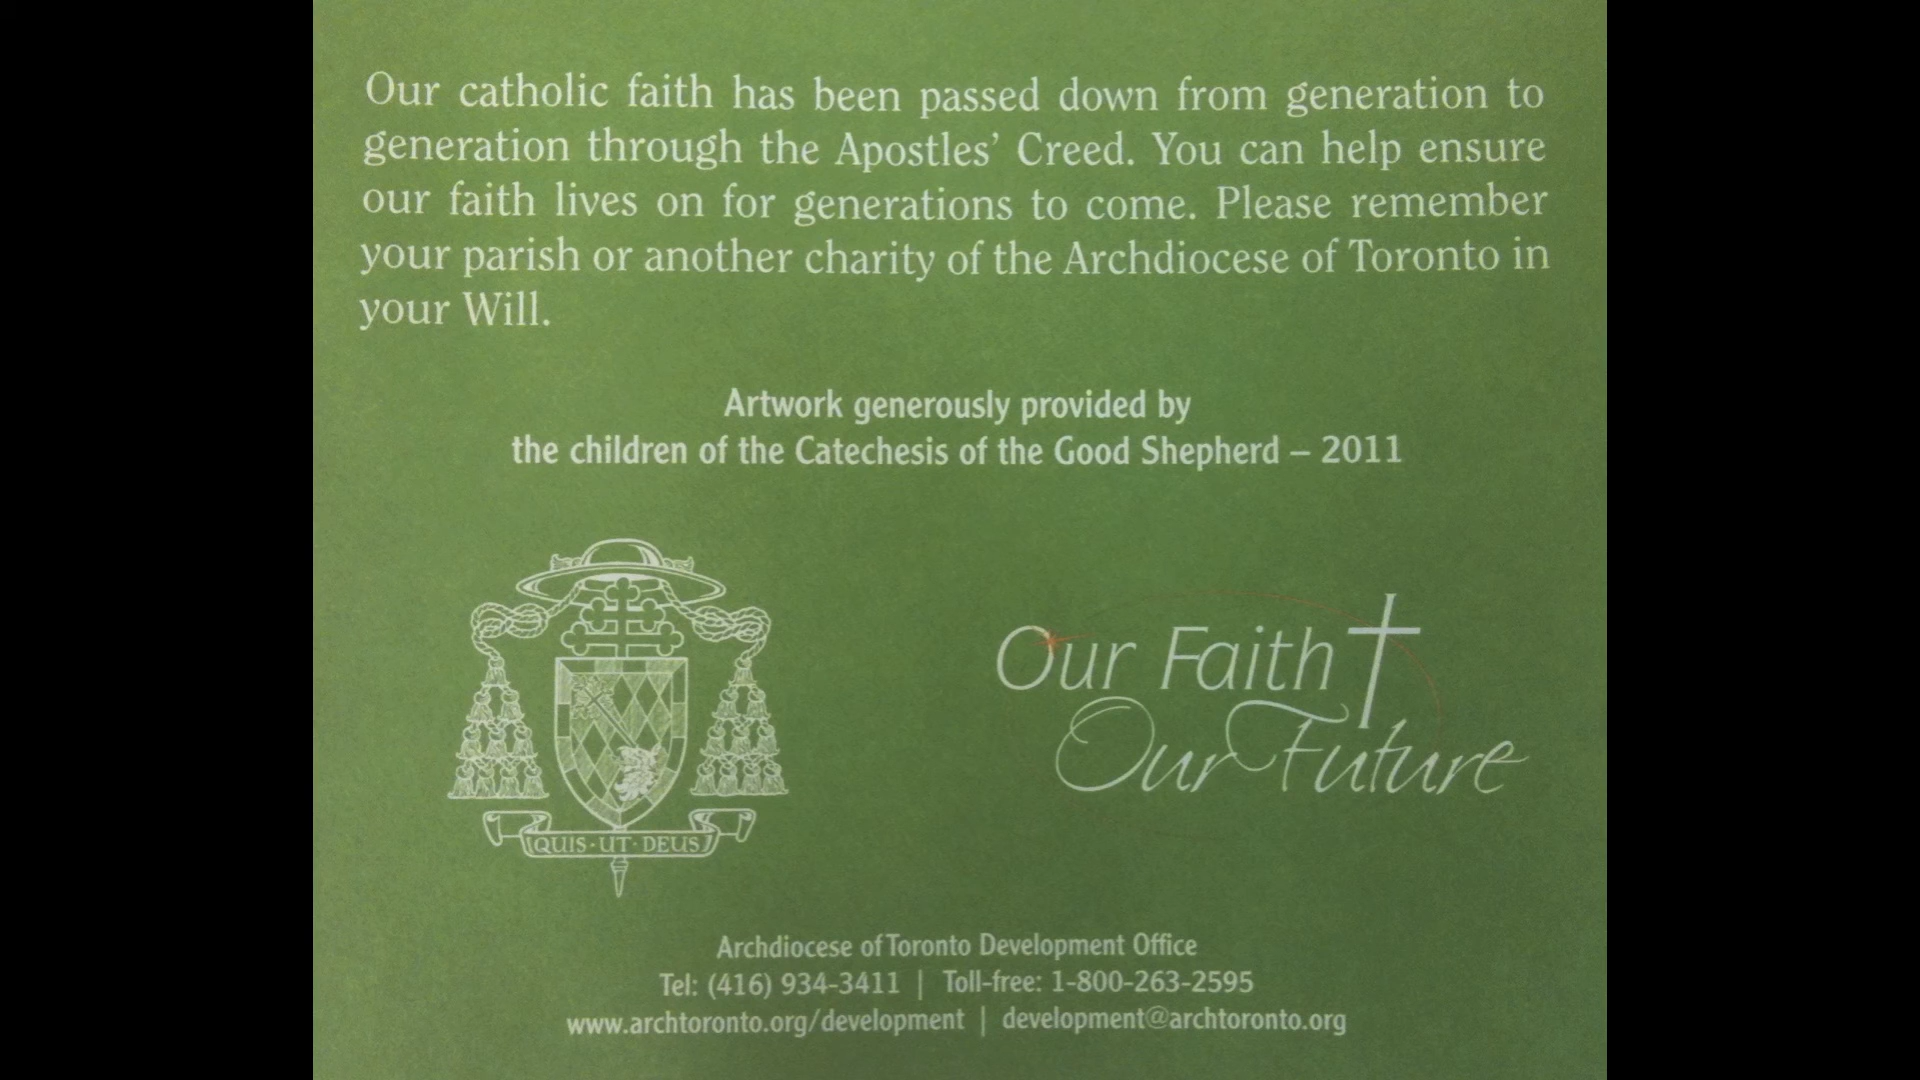 Our catholic faith has been passed down from generation to
generation through the Apostles’ Creed. You can help ensure
our faith lives on for generations to come. Please remember
your parish or another charity of the Archdiocese of Toronto in
your Will.
Artwork generously provided by
the children of the Catechesis of the Good Shepherd – 2011
QUIS·UT·DEUS
Our Faith
Our Future
Archdiocese of Toronto Development Office
Tel: (416) 934-3411 | Toll-free: 1-800-263-2595
www.archtoronto.org/development | development@archtoronto.org